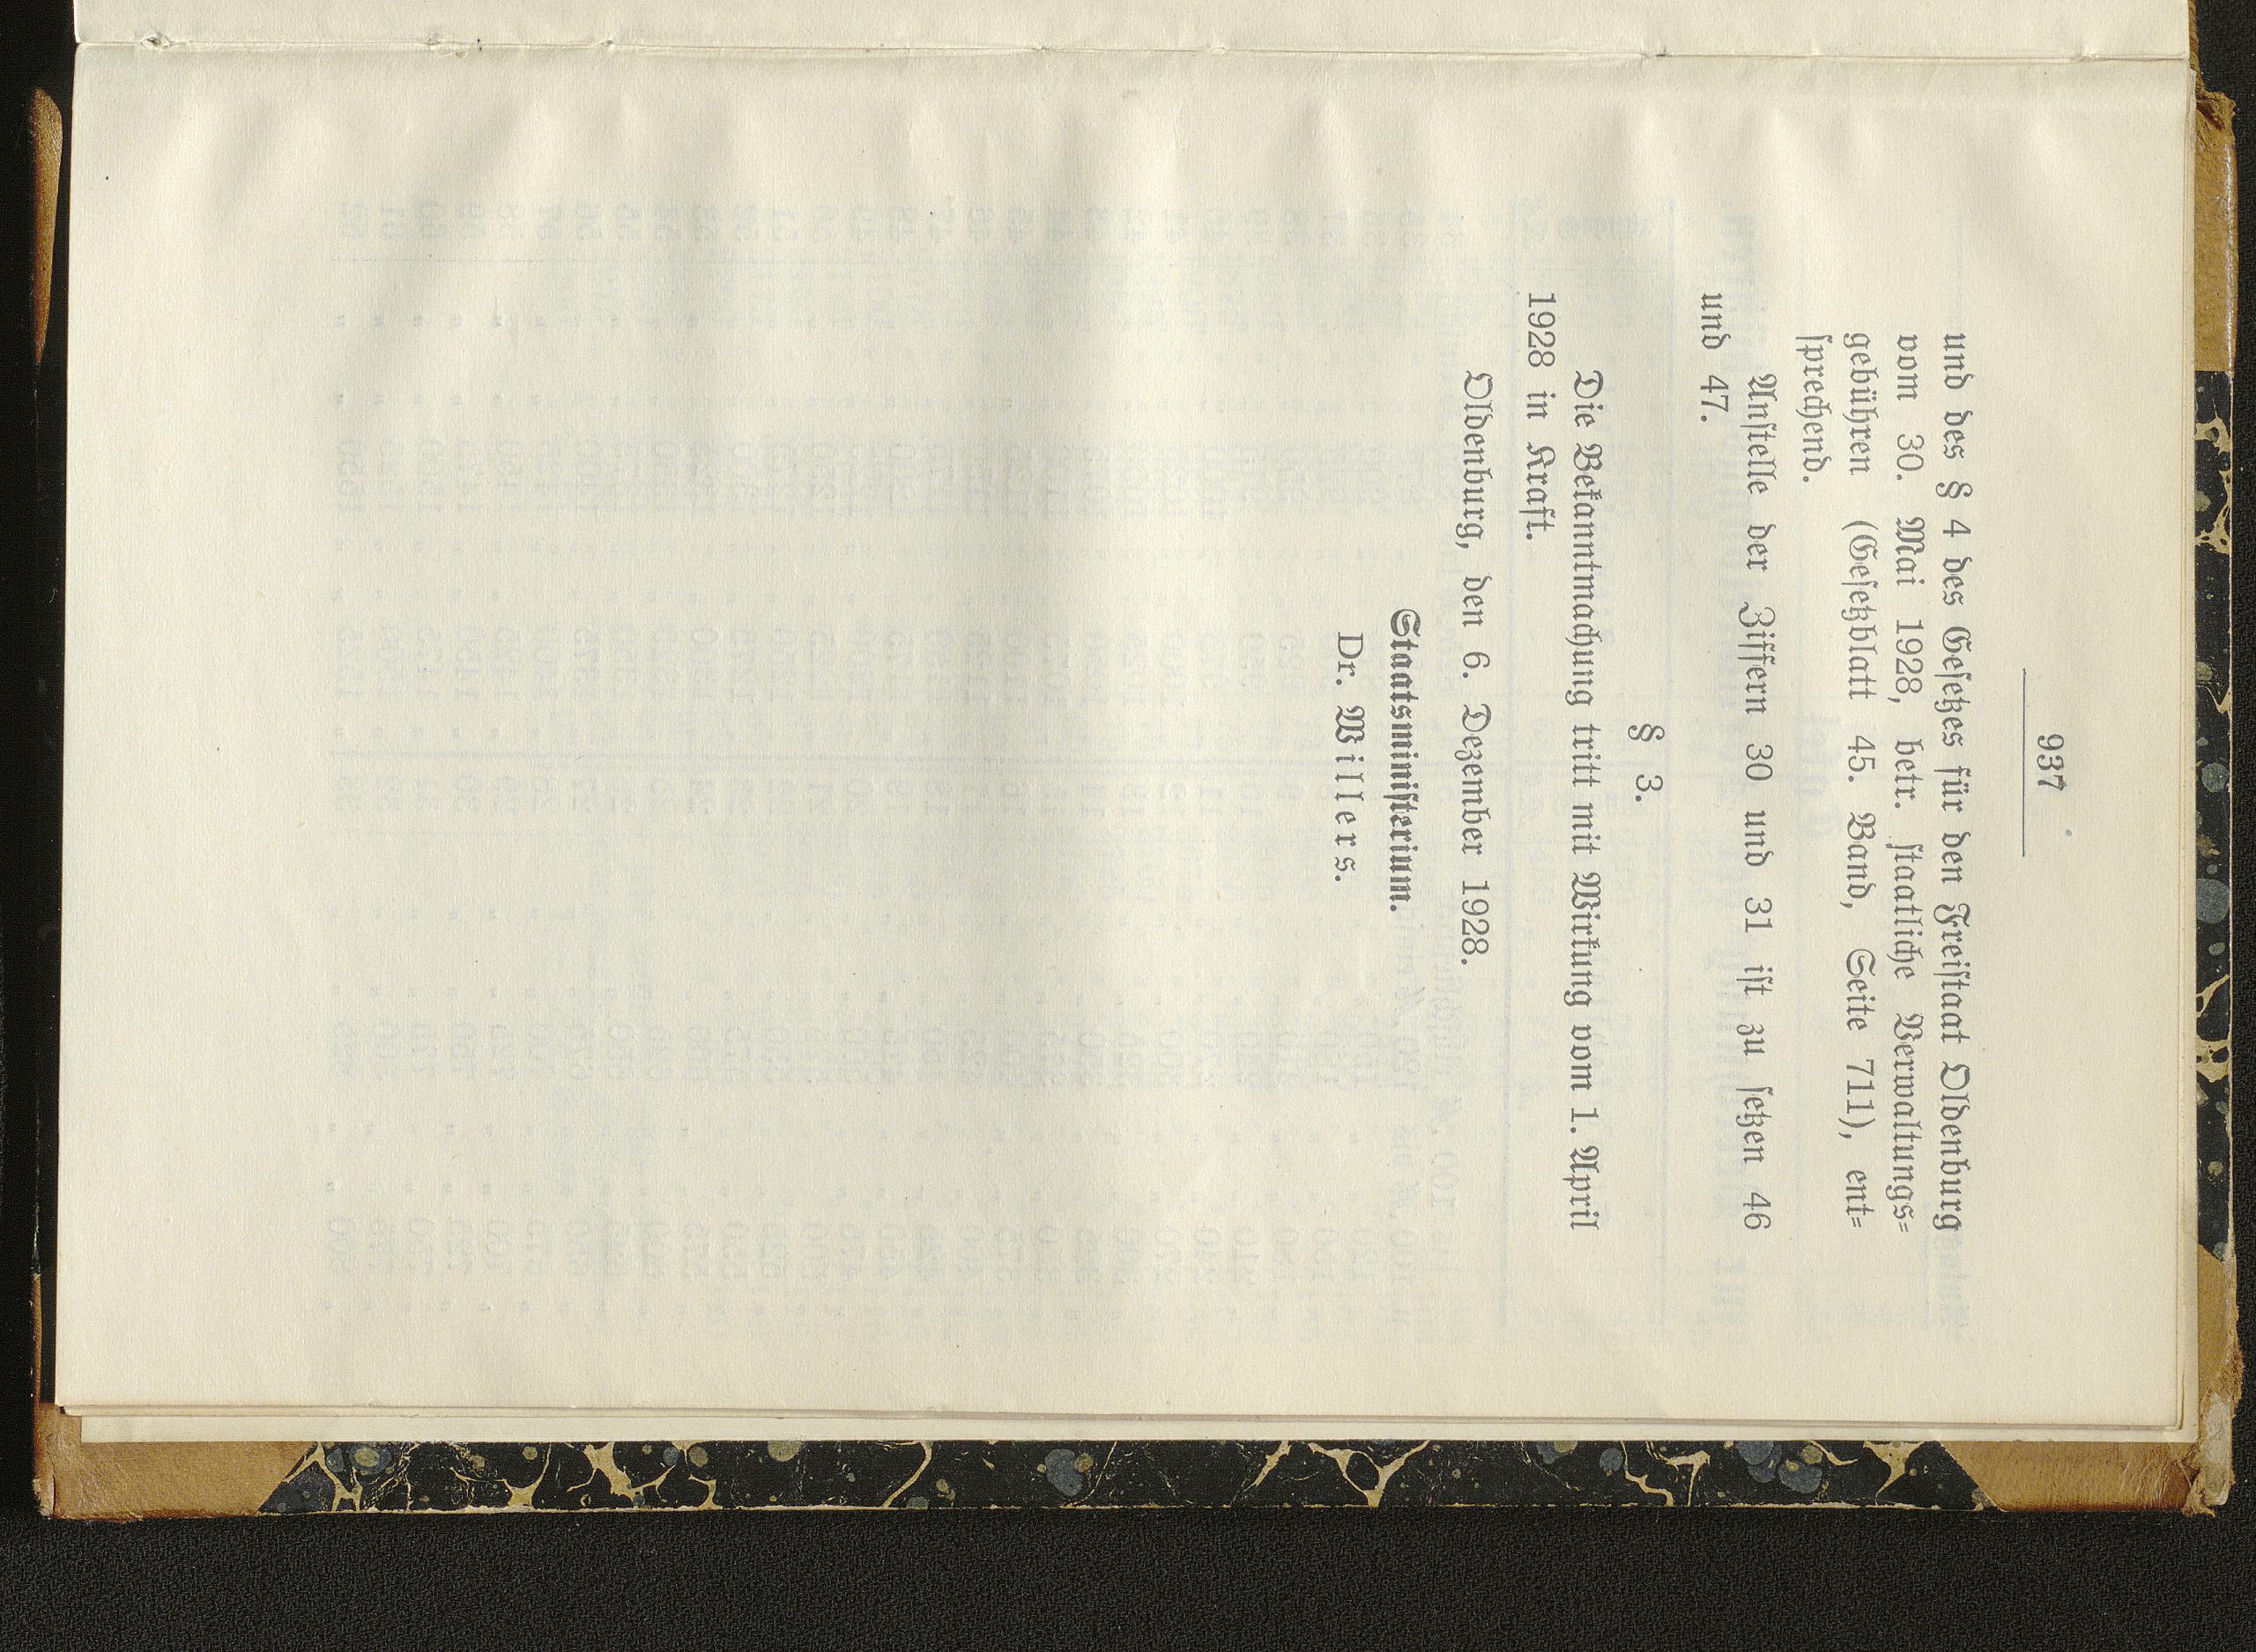 937
und des § 4 des Gesetzes für den Freistaat Oldenburg
vom 30. Mai 1928, betr. staatliche Verwaltungs=
gebühren (Gesetzblatt 45. Band, Seite 711), ent=
sprechend.
Anstelle der Ziffern 30 und 31 ist zu setzen 46
und 47.
§ 3.
Die Bekanntmachung tritt mit Wirkung vom 1. April
1928 in Kraft.
Oldenburg, den 6. Dezember 1928.
Staatsministerium.
Dr. Willers.